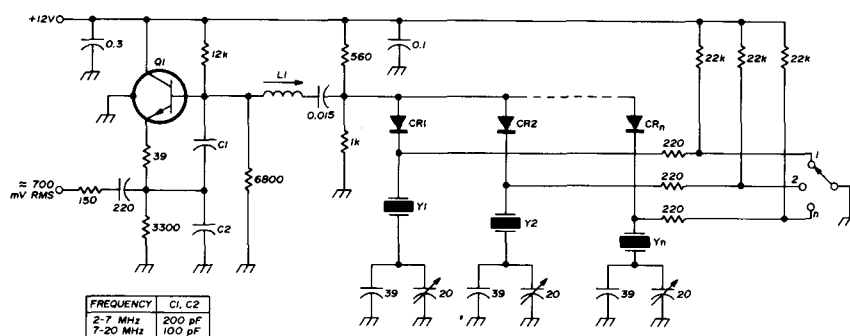 +12V
0.3
Q1
12k
L1
0.015
560
0.1
1k
22k
22k
22k
CR1
CR2
CRn
220
220
220
1
2
n
39
C1
6800
≈ 700
mV RMS
150
220
3300
C2
Y1
Y2
Yn
39
20
39
20
39
20
FREQUENCY C1, C2
2-7 MHz 200 pF
7-20 MHz 100 pF